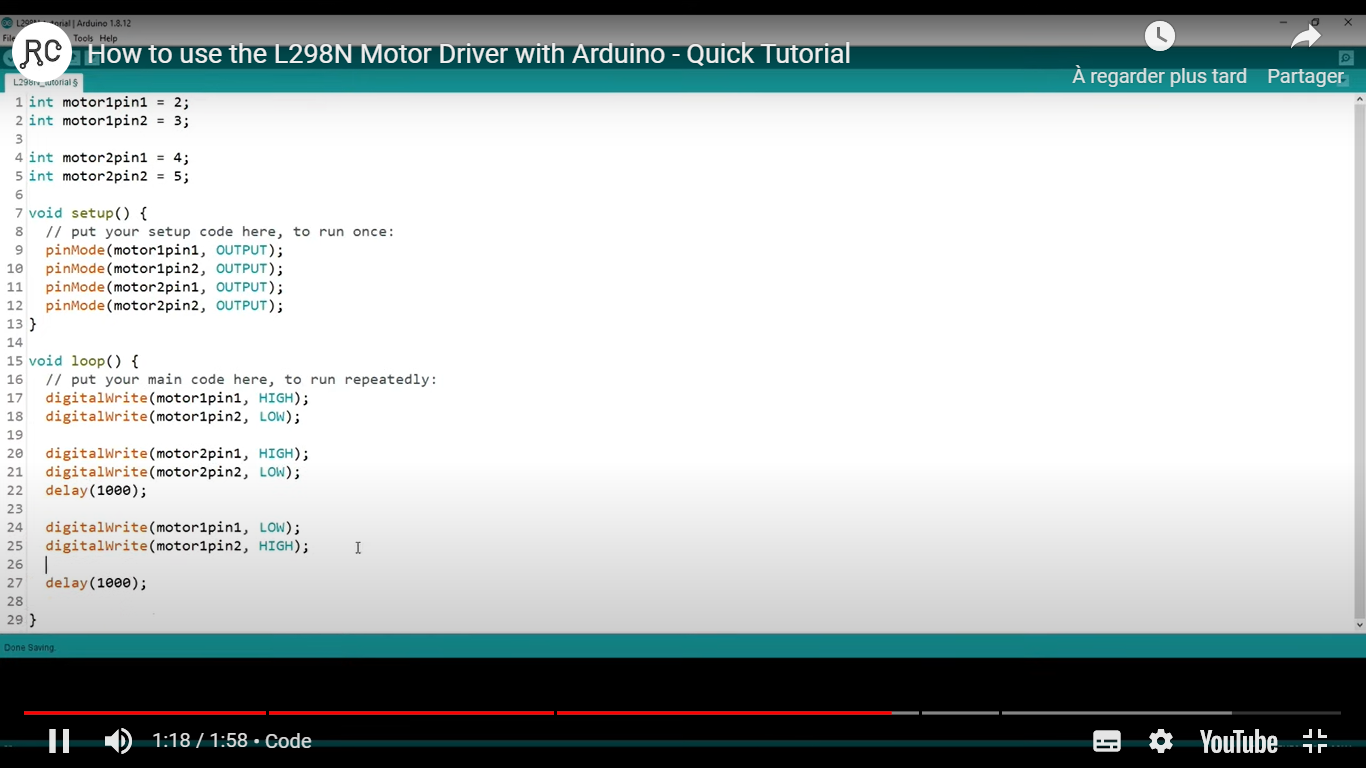 L298N_tutorial | Arduino 1.8.12
File
Tools Help
RC
How to use the L298N Motor Driver with Arduino - Quick Tutorial
À regarder plus tard Partager
L298N_tutorial §
1 int motor1pin1 = 2;
2 int motor1pin2 = 3;
3
4 int motor2pin1 = 4;
5 int motor2pin2 = 5;
6
7 void setup() {
8 // put your setup code here, to run once:
9 pinMode(motor1pin1, OUTPUT);
10 pinMode(motor1pin2, OUTPUT);
11 pinMode(motor2pin1, OUTPUT);
12 pinMode(motor2pin2, OUTPUT);
13 }
14
15 void loop() {
16 // put your main code here, to run repeatedly:
17 digitalWrite(motor1pin1, HIGH);
18 digitalWrite(motor1pin2, LOW);
19
20 digitalWrite(motor2pin1, HIGH);
21 digitalWrite(motor2pin2, LOW);
22 delay(1000);
23
24 digitalWrite(motor1pin1, LOW);
25 digitalWrite(motor1pin2, HIGH);
26
27 delay(1000);
28
29 }
Done Saving.
1:18 / 1:58 • Code
YouTube